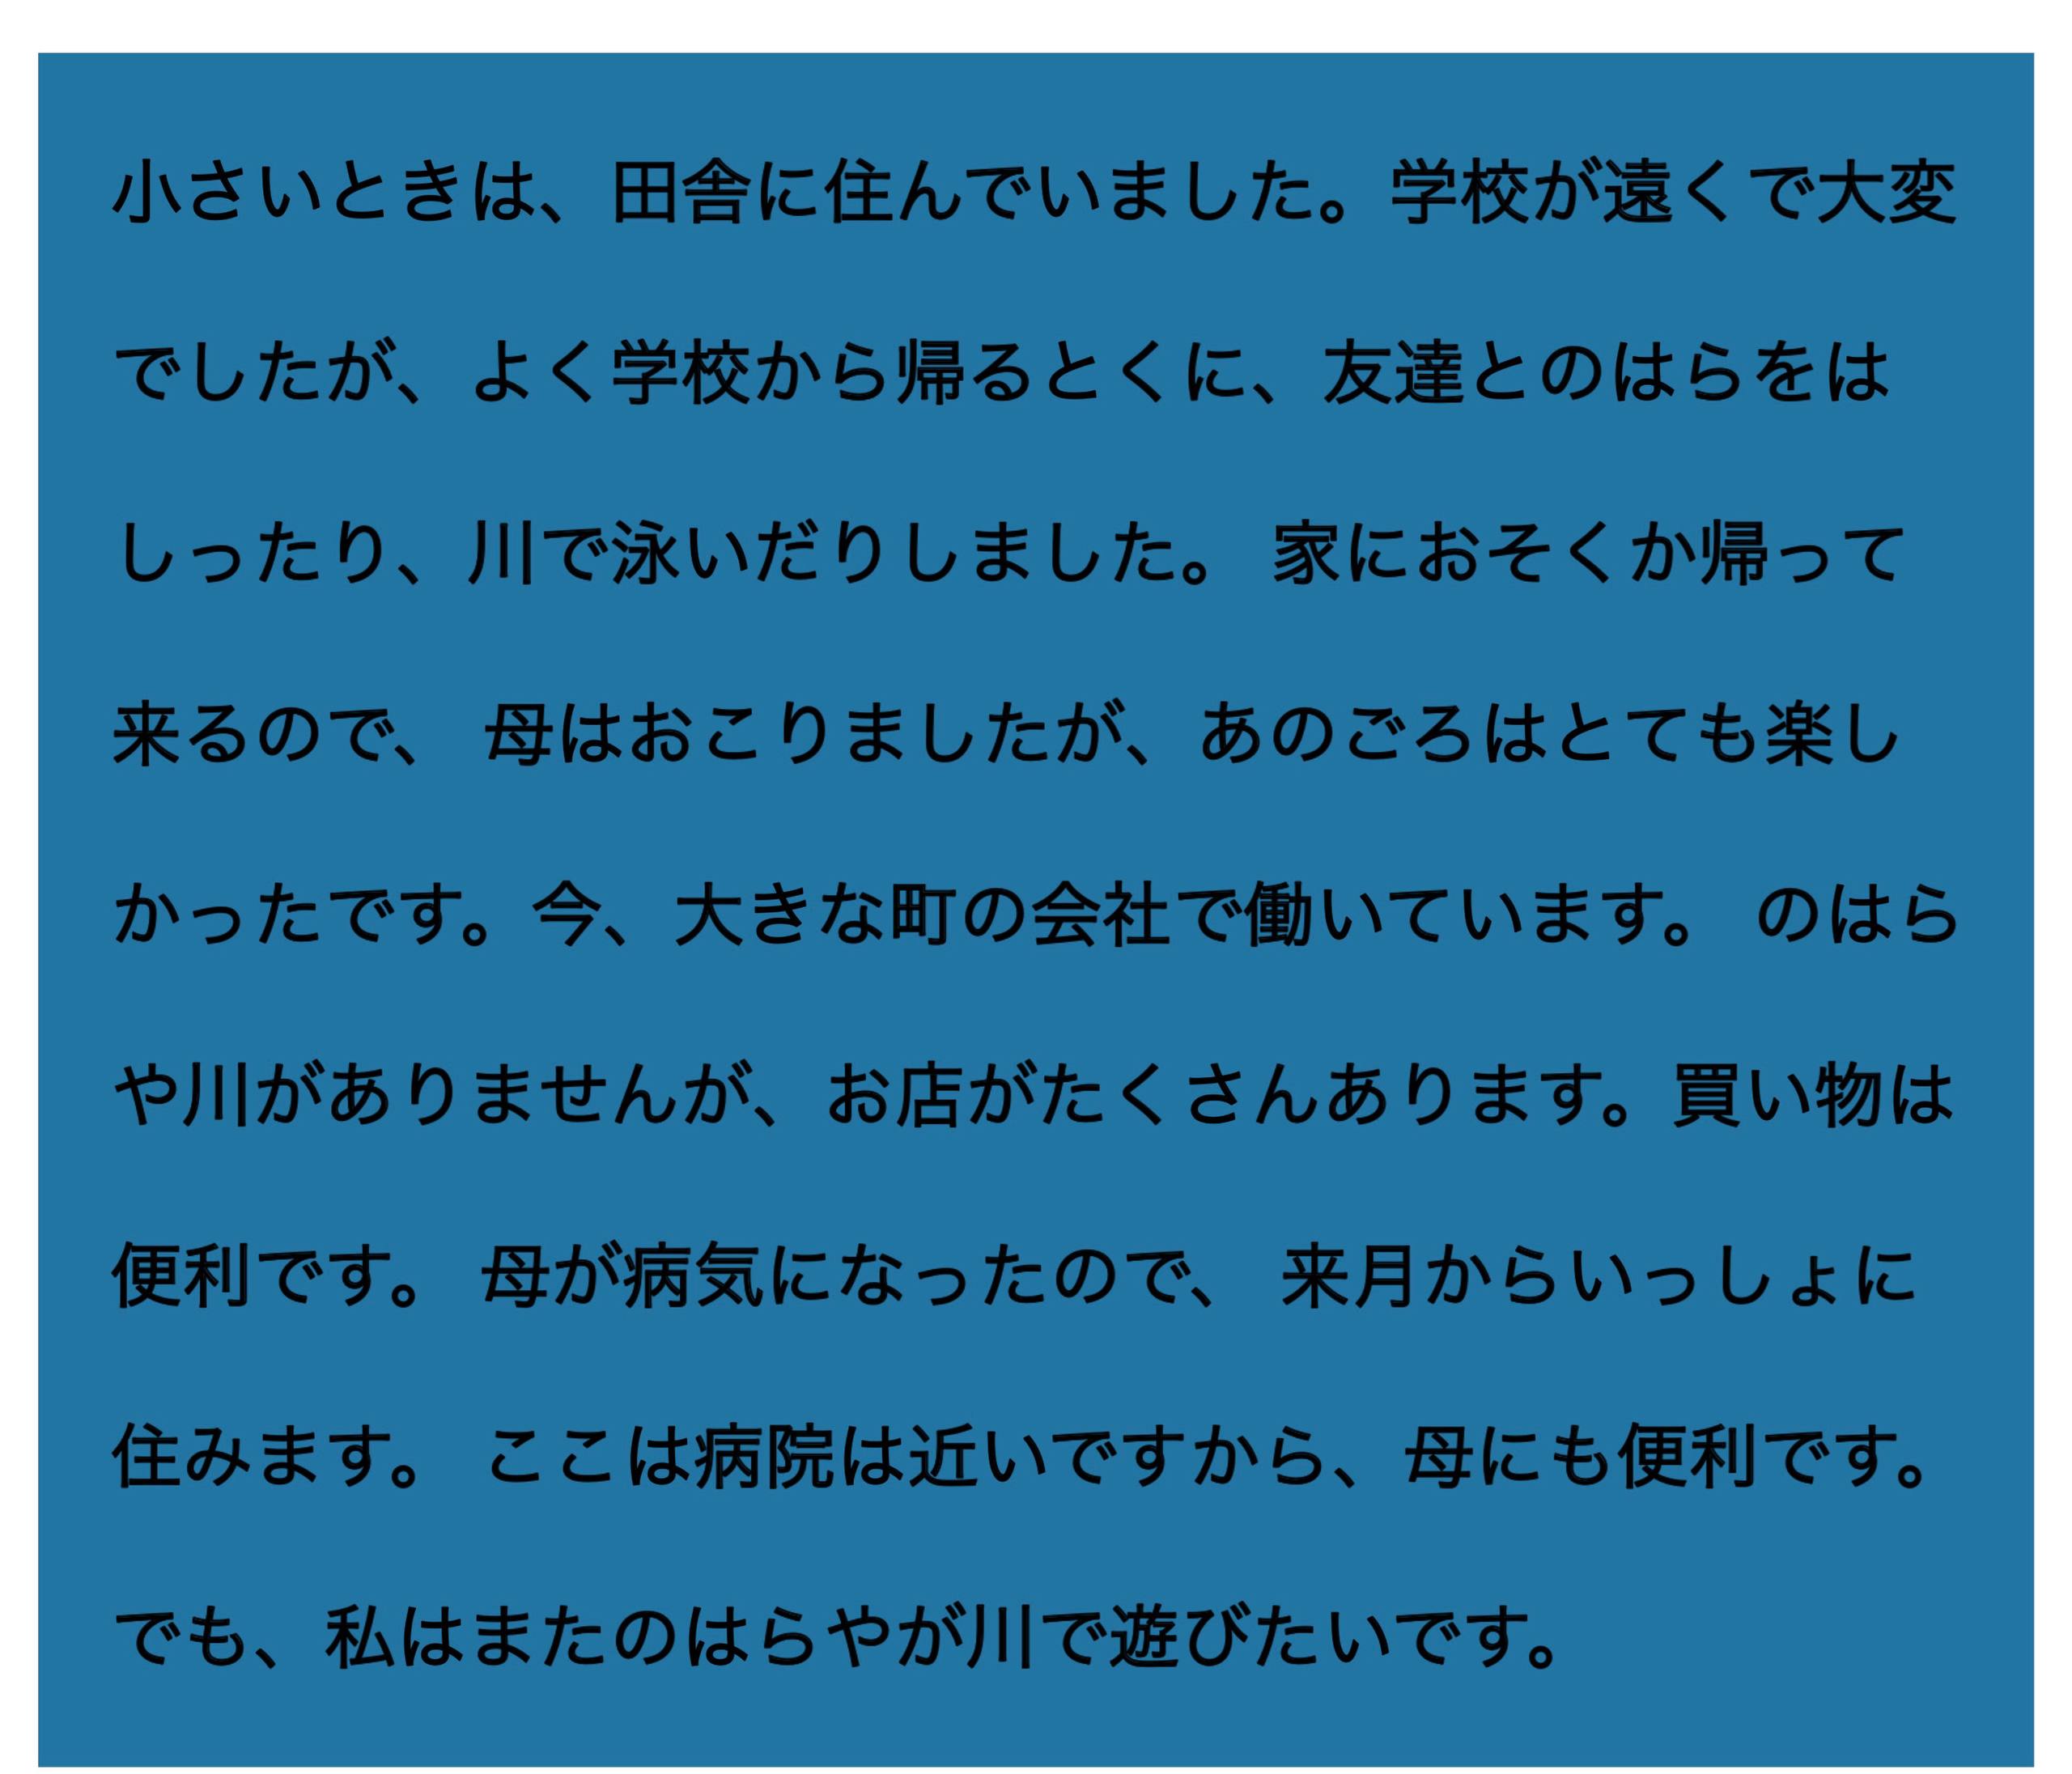 小さいときは、田舎に住んでいました。学校が遠くで大変
でしたが、よく学校から帰るとくに、友達とのはらをは
しったり、川で泳いだりしました。 家におそくか帰って
来るので、 母はおこりましたが、あのごろはとても楽し
かったです。今、大きな町の会社で働いています。 のはら
や川がありませんが、お店がたくさんあります。買い物は
便利です。 母が病気になったので、 来月からいっしょに
住みます。 ここは病院は近いですから、母にも便利です。
でも、私はまたのはらやが川で遊びたいです。